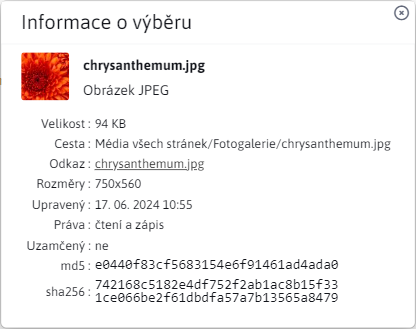 Informace o výběru
chrysanthemum.jpg
Obrázek JPEG
Velikost : 94 KB
Cesta : Média všech stránek/Fotogalerie/chrysanthemum.jpg
Odkaz : chrysanthemum.jpg
Rozměry : 750x560
Upravený : 17. 06. 2024 10:55
Práva : čtení a zápis
Uzamčený : ne
md5 : e0440f83cf5683154e6f91461ad4ada0
sha256 : 742168c5182e4df752f2ab1ac8b15f33
1ce066be2f61dbdfa57a7b13565a8479